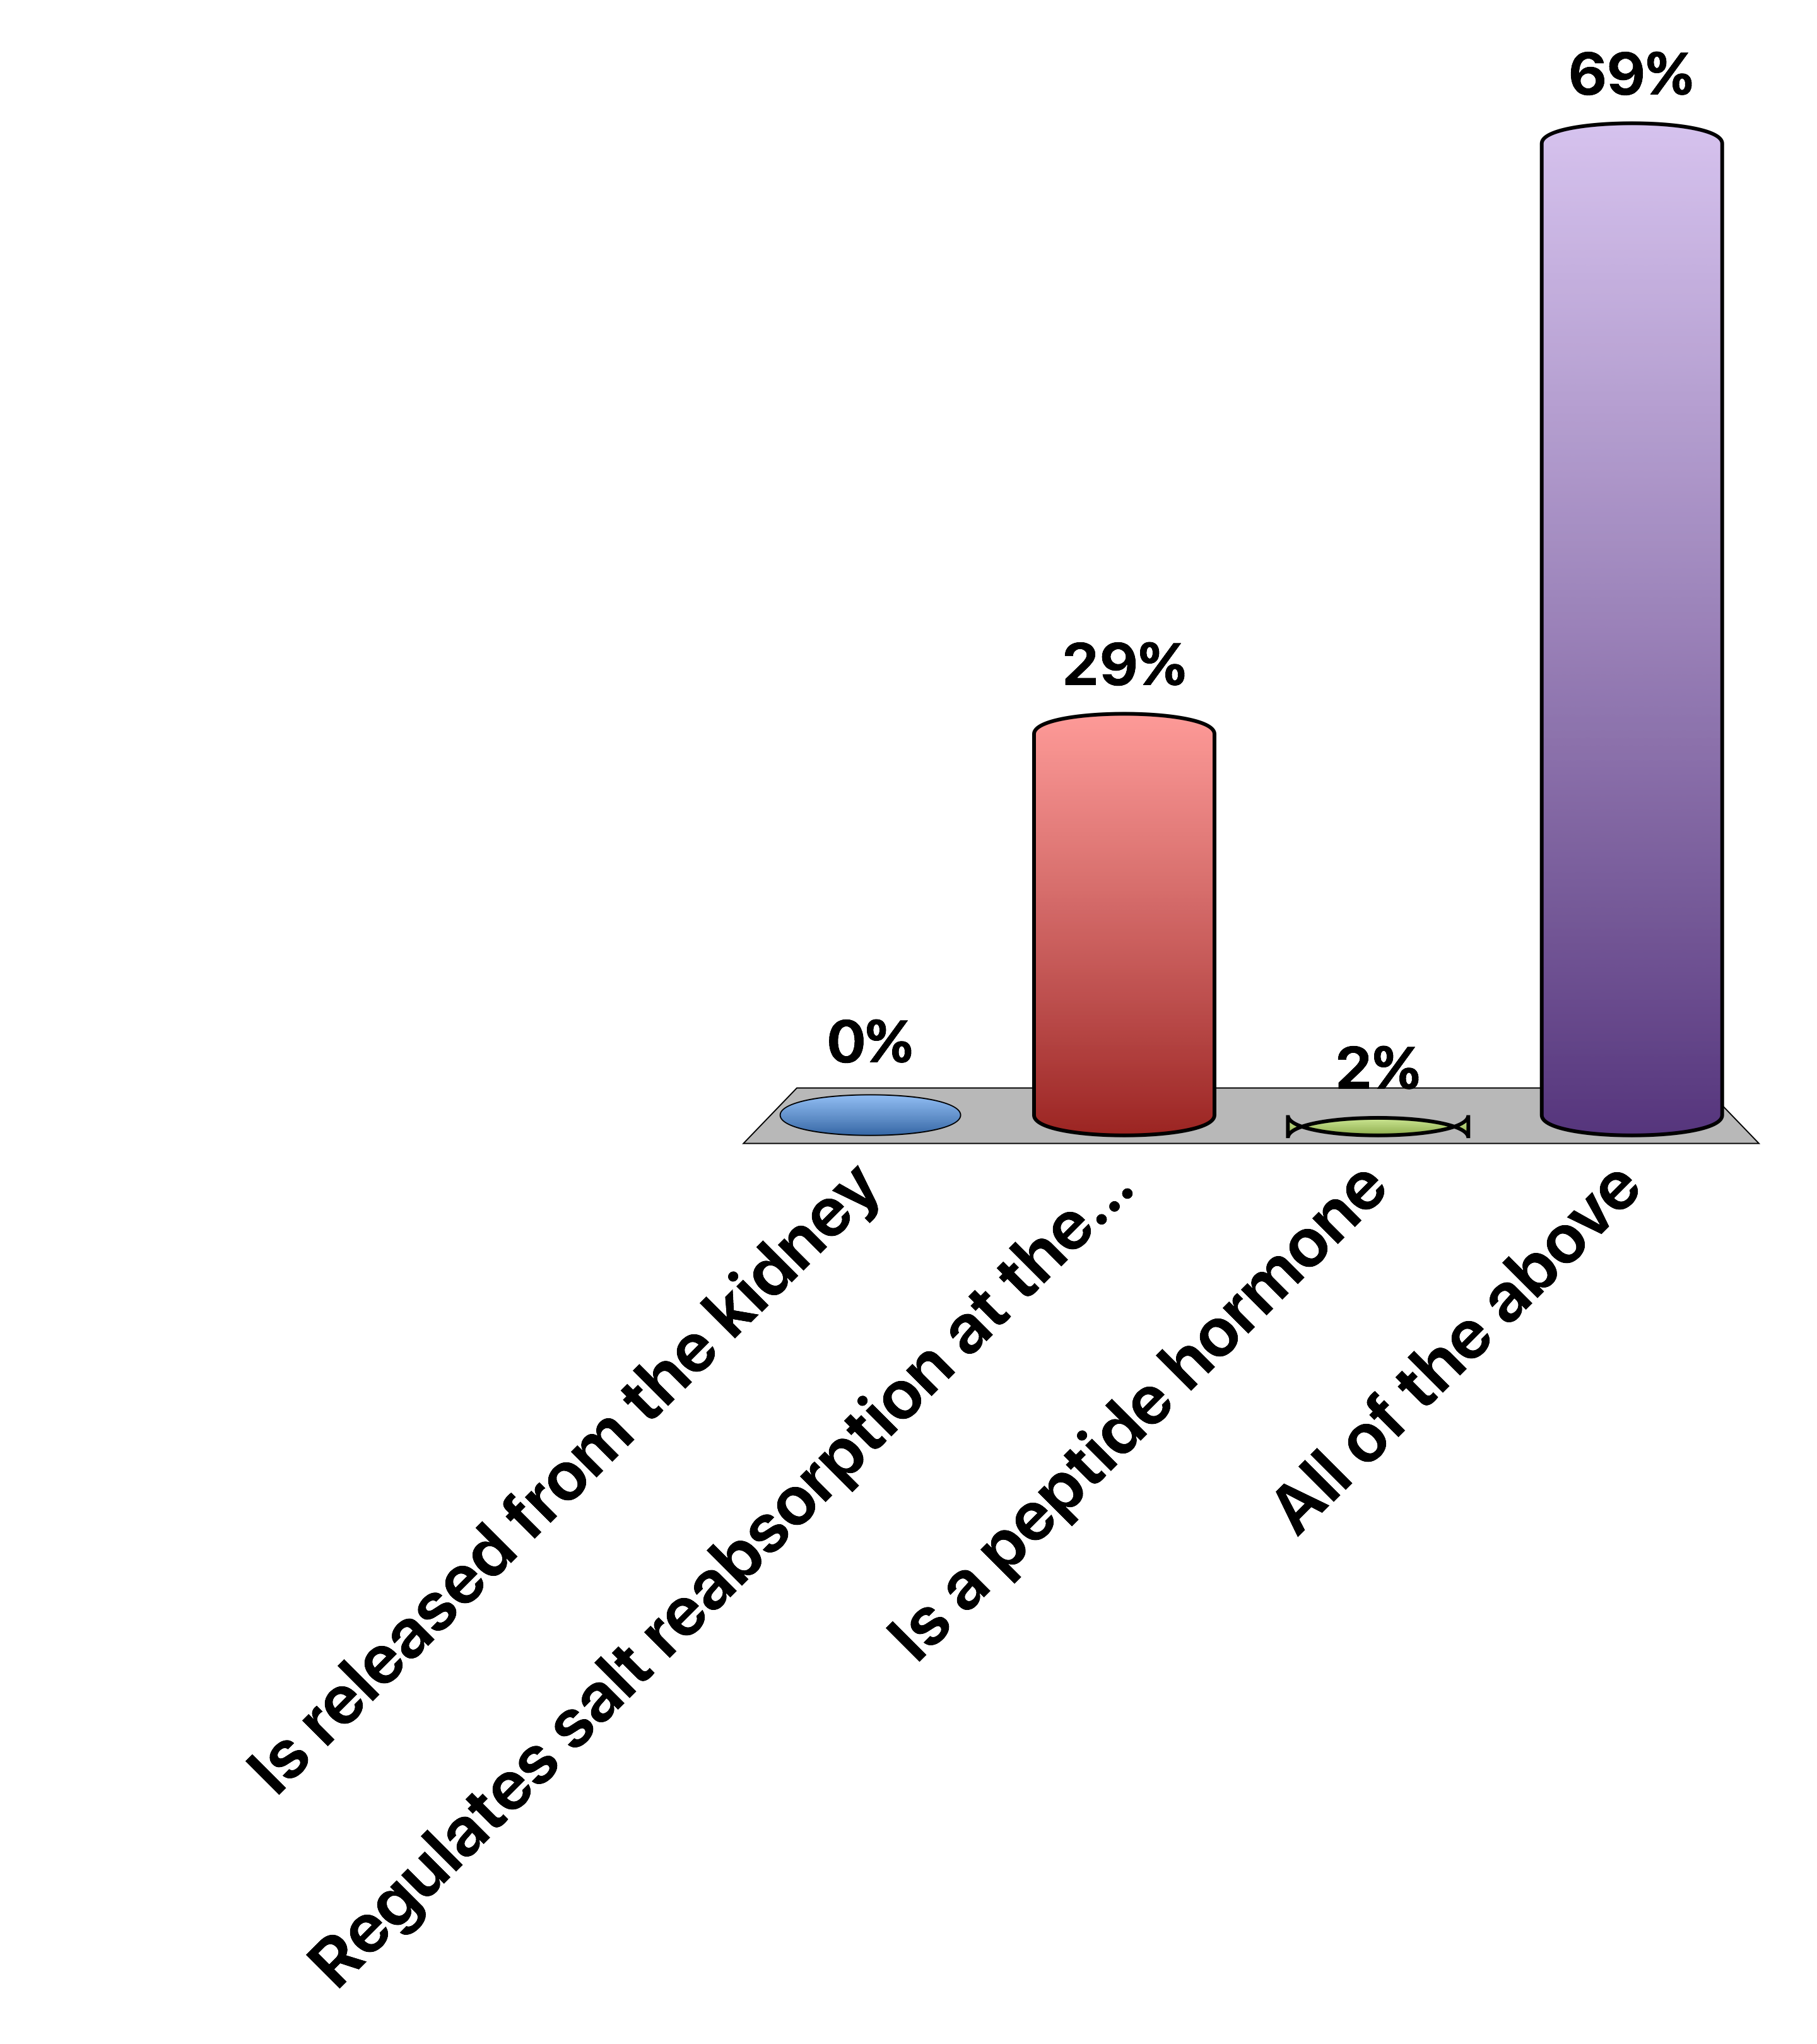 69%
29%
0%
2%
Is released from the kidney
Regulates salt reabsorption at the...
Is a peptide hormone
All of the above